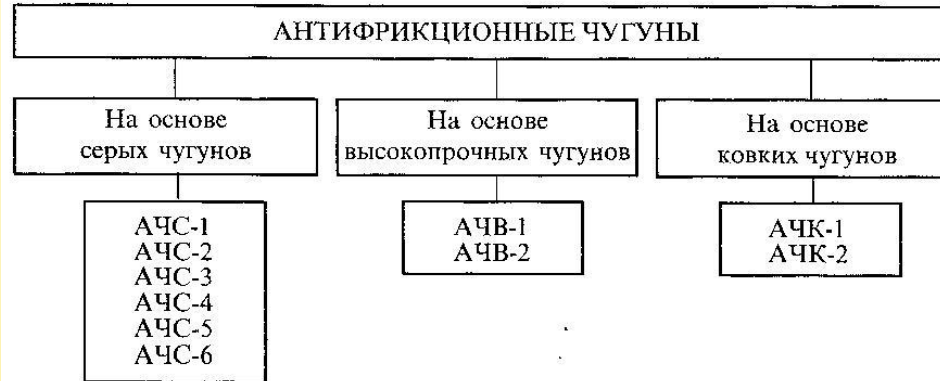 АНТИФРИКЦИОННЫЕ ЧУГУНЫ
На основе
серых чугунов
На основе
высокопрочных чугунов
На основе
ковких чугунов
АЧС-1
АЧС-2
АЧС-3
АЧС-4
АЧС-5
АЧС-6
АЧВ-1
АЧВ-2
АЧК-1
АЧК-2